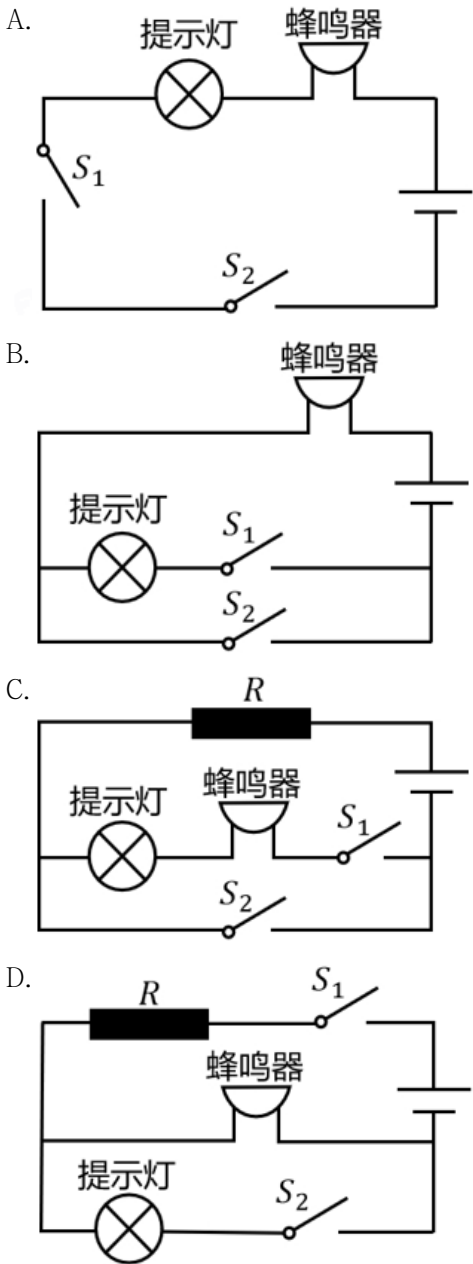 A.
提示灯 蜂鸣器
S₁
S₂
B.
蜂鸣器
提示灯 S₁
S₂
C.
R
提示灯 蜂鸣器 S₁
S₂
D.
R S₁
蜂鸣器
提示灯 S₂